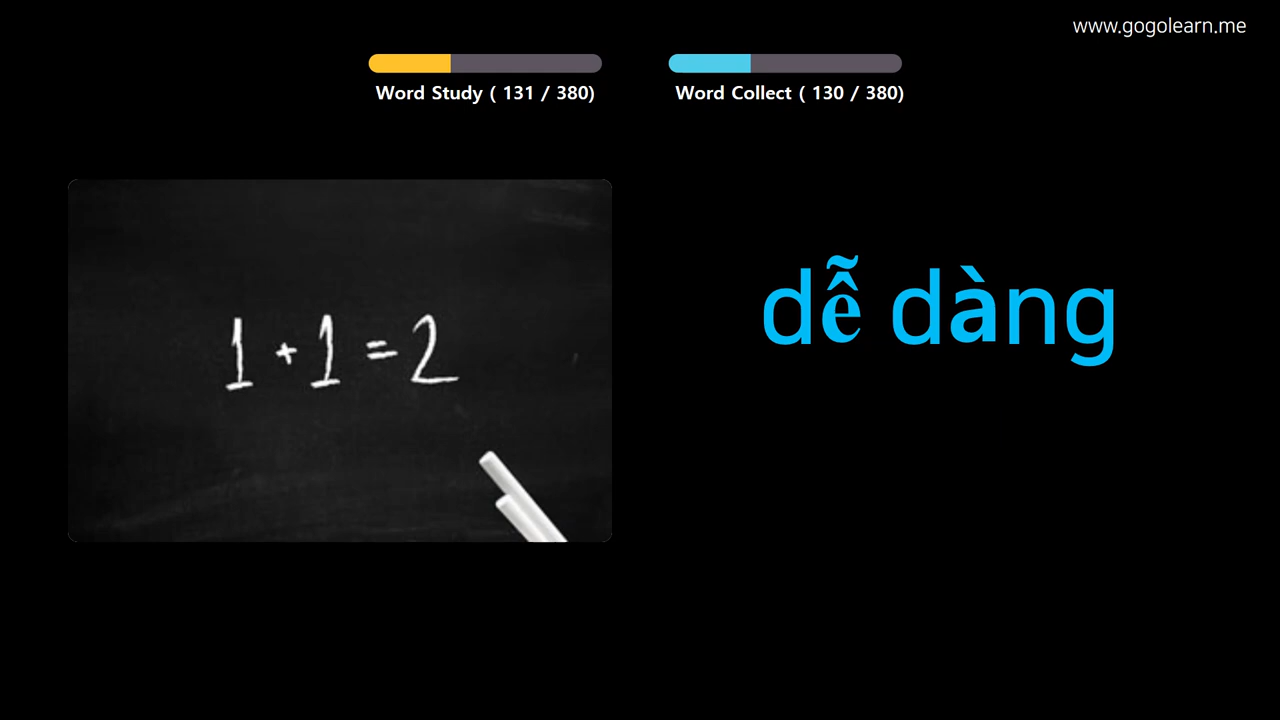 www.gogolearn.me
Word Study ( 131 / 380)
Word Collect ( 130 / 380)
1 + 1 = 2
dễ dàng